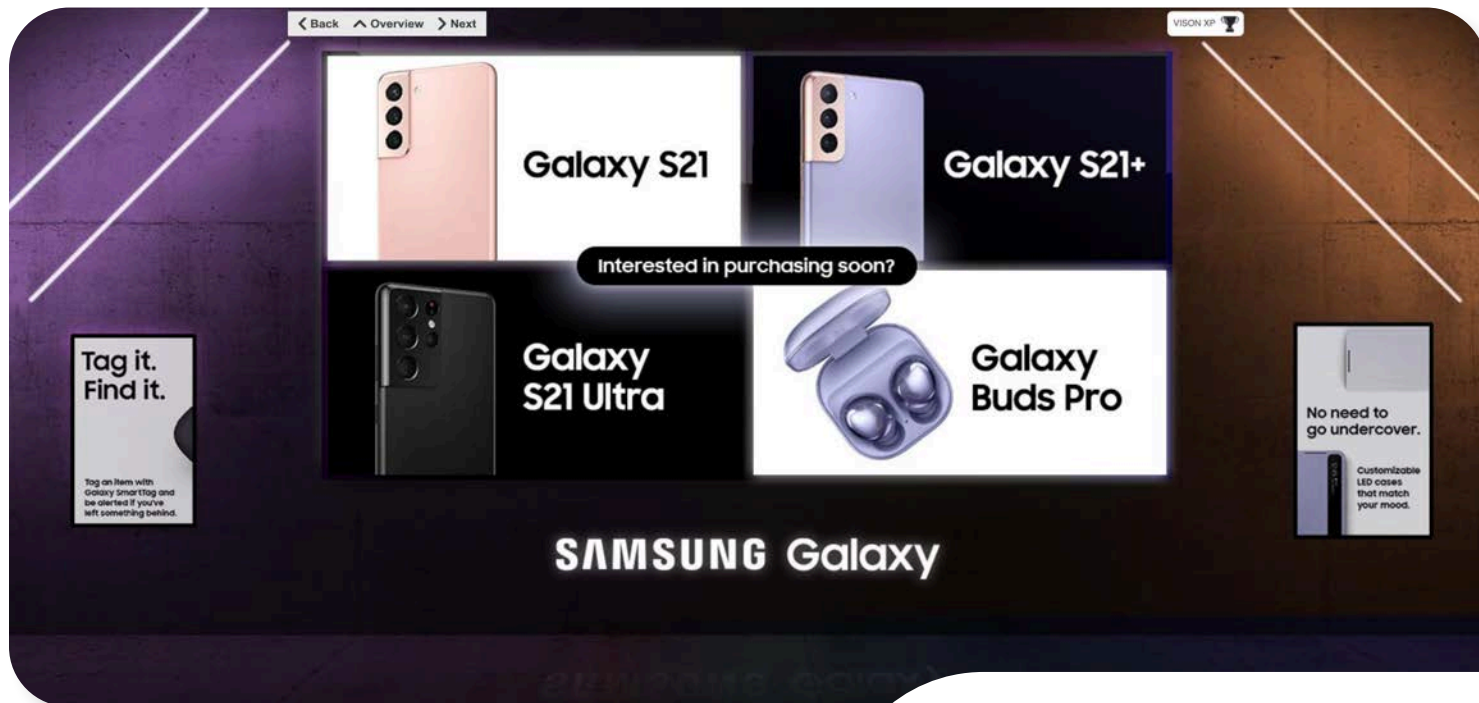 Back Overview Next
VISON XP
Galaxy S21
Galaxy S21+
Interested in purchasing soon?
Galaxy
S21 Ultra
Galaxy
Buds Pro
Tag it.
Find it.
Tag an item with
Galaxy SmartTag and
be alerted if you've
left something behind.
No need to
go undercover.
Customizable
LED cases
that match
your mood.
SAMSUNG Galaxy